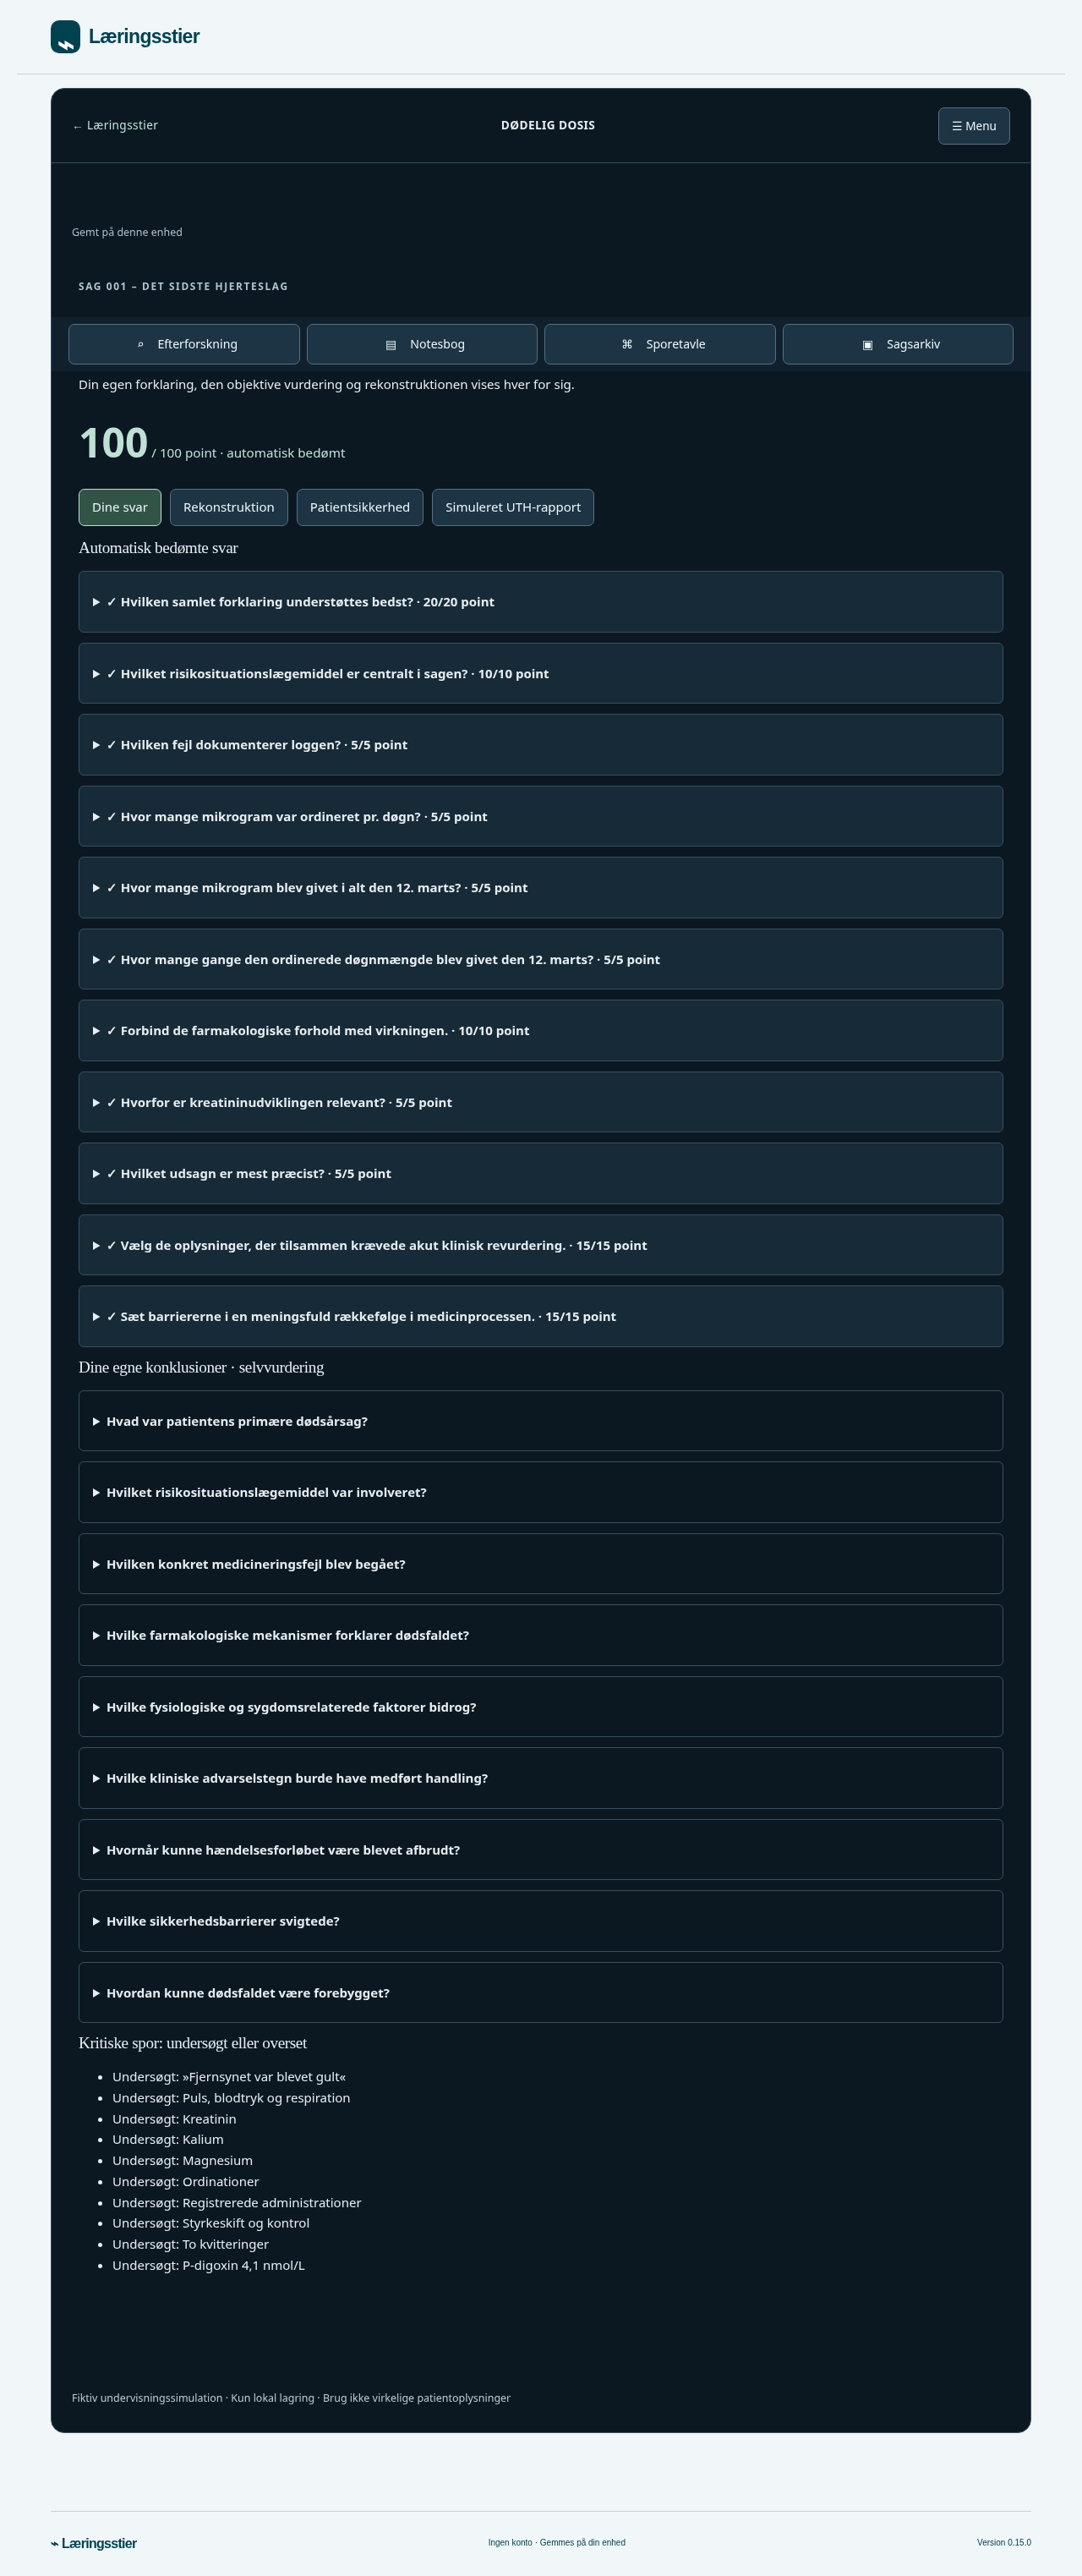 Læringsstier
← Læringsstier
DØDELIG DOSIS
☰ Menu
Gemt på denne enhed
SAG 001 – DET SIDSTE HJERTESLAG
⌕ Efterforskning
▤ Notesbog
⌘ Sporetavle
▣ Sagsarkiv
Din egen forklaring, den objektive vurdering og rekonstruktionen vises hver for sig.
100 / 100 point · automatisk bedømt
Dine svar
Rekonstruktion
Patientsikkerhed
Simuleret UTH-rapport
Automatisk bedømte svar
▶ ✓ Hvilken samlet forklaring understøttes bedst? · 20/20 point
▶ ✓ Hvilket risikosituationslægemiddel er centralt i sagen? · 10/10 point
▶ ✓ Hvilken fejl dokumenterer loggen? · 5/5 point
▶ ✓ Hvor mange mikrogram var ordineret pr. døgn? · 5/5 point
▶ ✓ Hvor mange mikrogram blev givet i alt den 12. marts? · 5/5 point
▶ ✓ Hvor mange gange den ordinerede døgnmængde blev givet den 12. marts? · 5/5 point
▶ ✓ Forbind de farmakologiske forhold med virkningen. · 10/10 point
▶ ✓ Hvorfor er kreatininudviklingen relevant? · 5/5 point
▶ ✓ Hvilket udsagn er mest præcist? · 5/5 point
▶ ✓ Vælg de oplysninger, der tilsammen krævede akut klinisk revurdering. · 15/15 point
▶ ✓ Sæt barriererne i en meningsfuld rækkefølge i medicinprocessen. · 15/15 point
Dine egne konklusioner · selvvurdering
▶ Hvad var patientens primære dødsårsag?
▶ Hvilket risikosituationslægemiddel var involveret?
▶ Hvilken konkret medicineringsfejl blev begået?
▶ Hvilke farmakologiske mekanismer forklarer dødsfaldet?
▶ Hvilke fysiologiske og sygdomsrelaterede faktorer bidrog?
▶ Hvilke kliniske advarselstegn burde have medført handling?
▶ Hvornår kunne hændelsesforløbet være blevet afbrudt?
▶ Hvilke sikkerhedsbarrierer svigtede?
▶ Hvordan kunne dødsfaldet være forebygget?
Kritiske spor: undersøgt eller overset
• Undersøgt: »Fjernsynet var blevet gult«
• Undersøgt: Puls, blodtryk og respiration
• Undersøgt: Kreatinin
• Undersøgt: Kalium
• Undersøgt: Magnesium
• Undersøgt: Ordinationer
• Undersøgt: Registrerede administrationer
• Undersøgt: Styrkeskift og kontrol
• Undersøgt: To kvitteringer
• Undersøgt: P-digoxin 4,1 nmol/L
Fiktiv undervisningssimulation · Kun lokal lagring · Brug ikke virkelige patientoplysninger
⌁ Læringsstier
Ingen konto · Gemmes på din enhed
Version 0.15.0